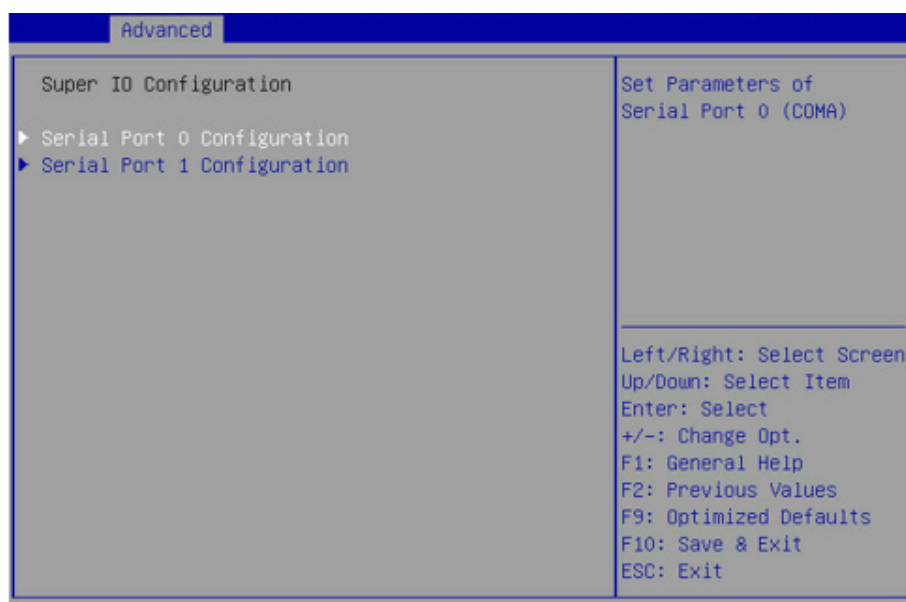 Advanced
Super IO Configuration
Serial Port 0 Configuration
Serial Port 1 Configuration
Set Parameters of
Serial Port 0 (COMA)
Left/Right: Select Screen
Up/Down: Select Item
Enter: Select
+/-: Change Opt.
F1: General Help
F2: Previous Values
F9: Optimized Defaults
F10: Save & Exit
ESC: Exit